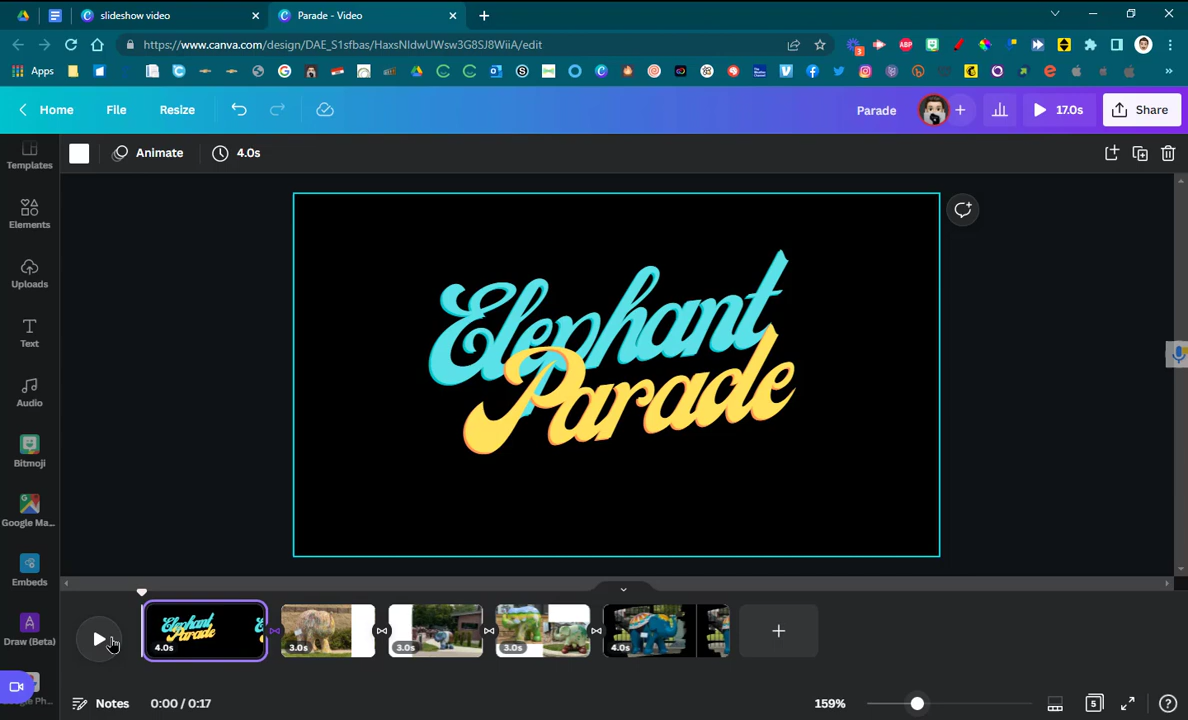 slideshow video
Parade - Video
https://www.canva.com/design/DAE_S1sfbas/HaxsNIdwUWsw3G8SJ8WiiA/edit
Apps
Home
File
Resize
Parade
17.0s
Share
Templates
Animate
4.0s
Elements
Uploads
Text
Audio
Bitmoji
Google Ma...
Embeds
Draw (Beta)
Elephant
Parade
4.0s
3.0s
3.0s
3.0s
4.0s
Notes
0:00 / 0:17
159%
5